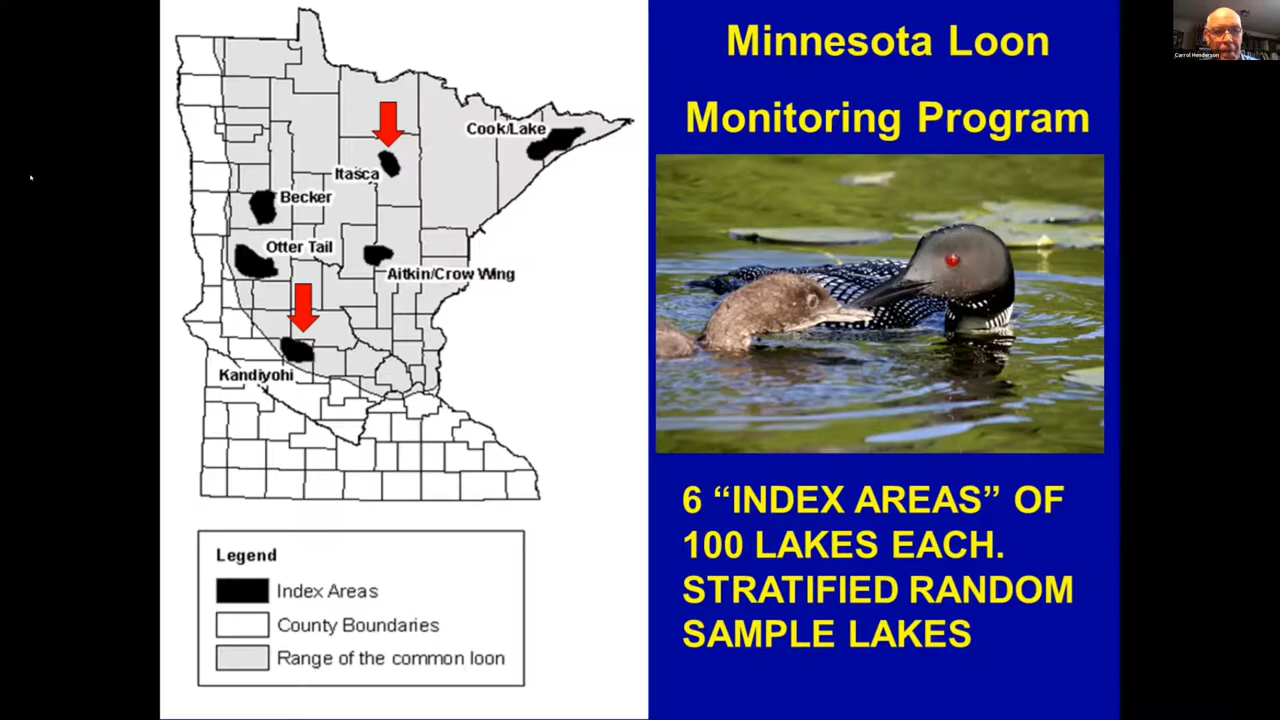 Minnesota Loon
Monitoring Program
Carrol Henderson
Cook/Lake
Itasca
Becker
Otter Tail
Aitkin/Crow Wing
Kandiyohi
Legend
Index Areas
County Boundaries
Range of the common loon
6 “INDEX AREAS” OF
100 LAKES EACH.
STRATIFIED RANDOM
SAMPLE LAKES